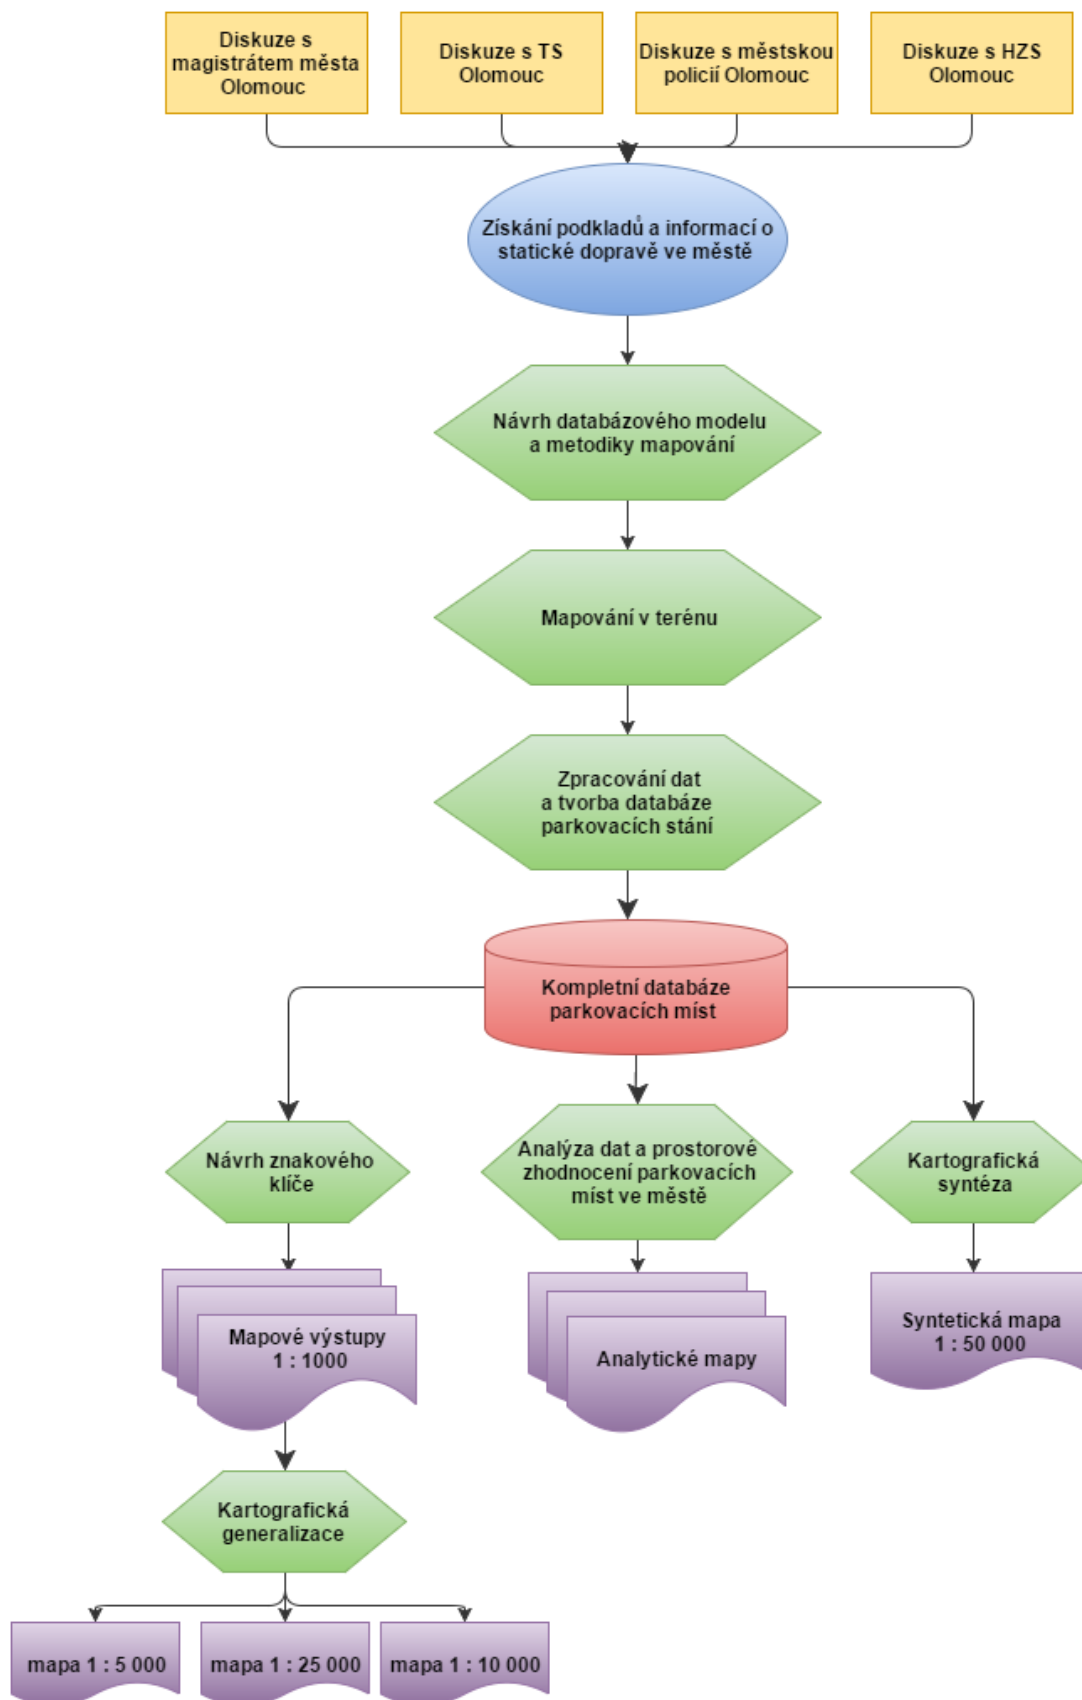 Diskuze s
magistrátem města
Olomouc
Diskuze s TS
Olomouc
Diskuze s městskou
policií Olomouc
Diskuze s HZS
Olomouc
Získání podkladů a informací o
statické dopravě ve městě
Návrh databázového modelu
a metodiky mapování
Mapování v terénu
Zpracování dat
a tvorba databáze
parkovacích stání
Kompletní databáze
parkovacích míst
Návrh znakového
klíče
Analýza dat a prostorové
zhodnocení parkovacích
míst ve městě
Kartografická
syntéza
Mapové výstupy
1 : 1000
Analytické mapy
Syntetická mapa
1 : 50 000
Kartografická
generalizace
mapa 1 : 5 000
mapa 1 : 25 000
mapa 1 : 10 000